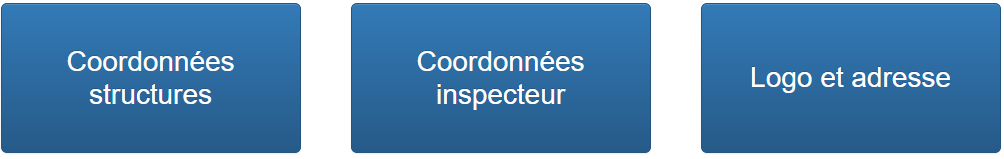 Coordonnées
structures
Coordonnées
inspecteur
Logo et adresse